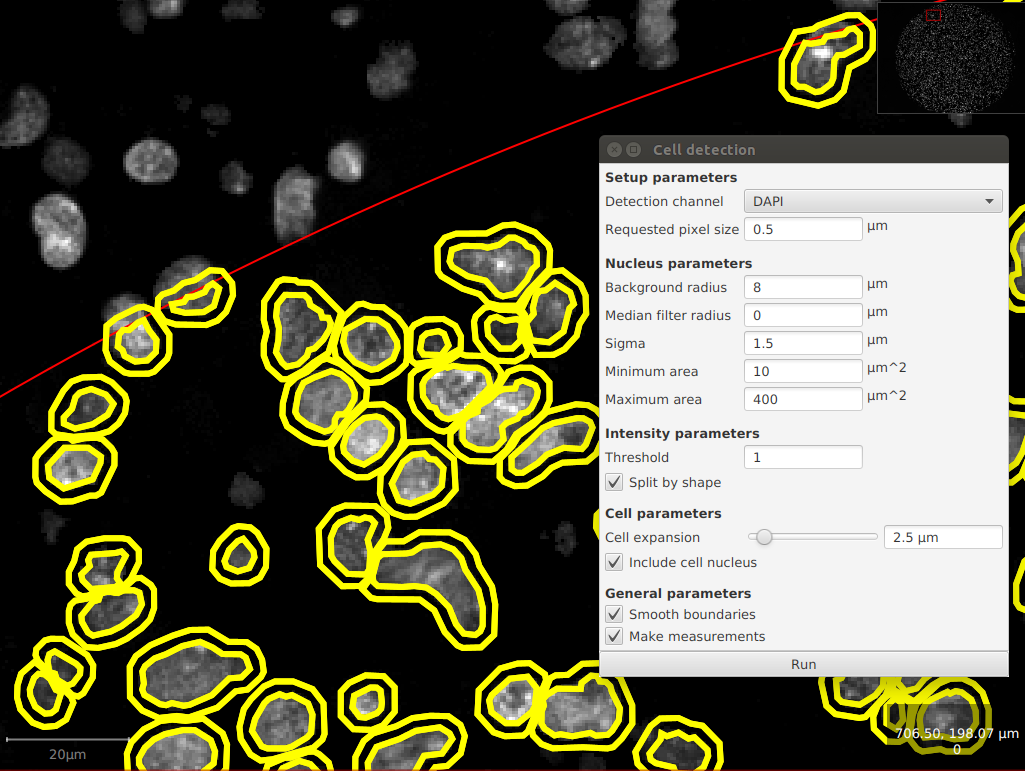 Cell detection
Setup parameters
Detection channel DAPI
Requested pixel size 0.5 µm
Nucleus parameters
Background radius 8 µm
Median filter radius 0 µm
Sigma 1.5 µm
Minimum area 10 µm^2
Maximum area 400 µm^2
Intensity parameters
Threshold 1
Split by shape
Cell parameters
Cell expansion 2.5 µm
Include cell nucleus
General parameters
Smooth boundaries
Make measurements
Run
20µm
706.50, 198.07 µm
0